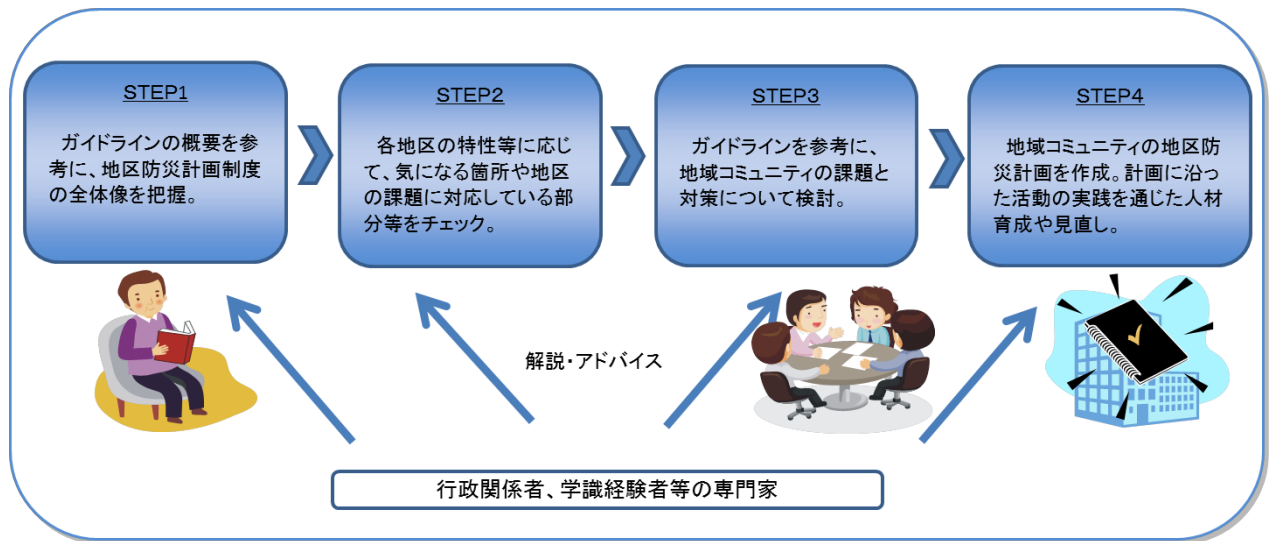 STEP1
ガイドラインの概要を参
考に、地区防災計画制度
の全体像を把握。
STEP2
各地区の特性等に応じ
て、気になる箇所や地区
の課題に対応している部
分等をチェック。
STEP3
ガイドラインを参考に、
地域コミュニティの課題と
対策について検討。
STEP4
地域コミュニティの地区防
災計画を作成。計画に沿っ
た活動の実践を通じた人材
育成や見直し。
解説・アドバイス
行政関係者、学識経験者等の専門家